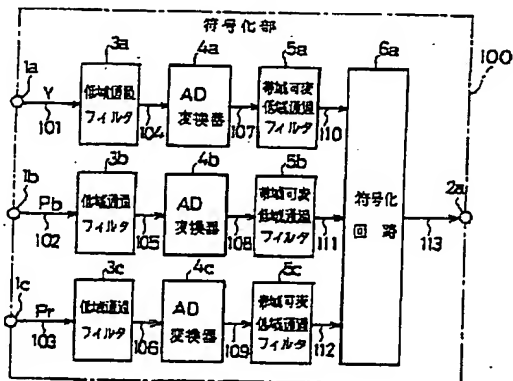 符号化部
100
1a
Y
101
3a
低域通過
フィルタ
104
4a
AD
変換器
107
5a
帯域可変
低域通過
フィルタ
110
6a
符号化
回路
113
2a
1b
Pb
102
3b
低域通過
フィルタ
105
4b
AD
変換器
108
5b
帯域可変
低域通過
フィルタ
111
1c
Pr
103
3c
低域通過
フィルタ
106
4c
AD
変換器
109
5c
帯域可変
低域通過
フィルタ
112